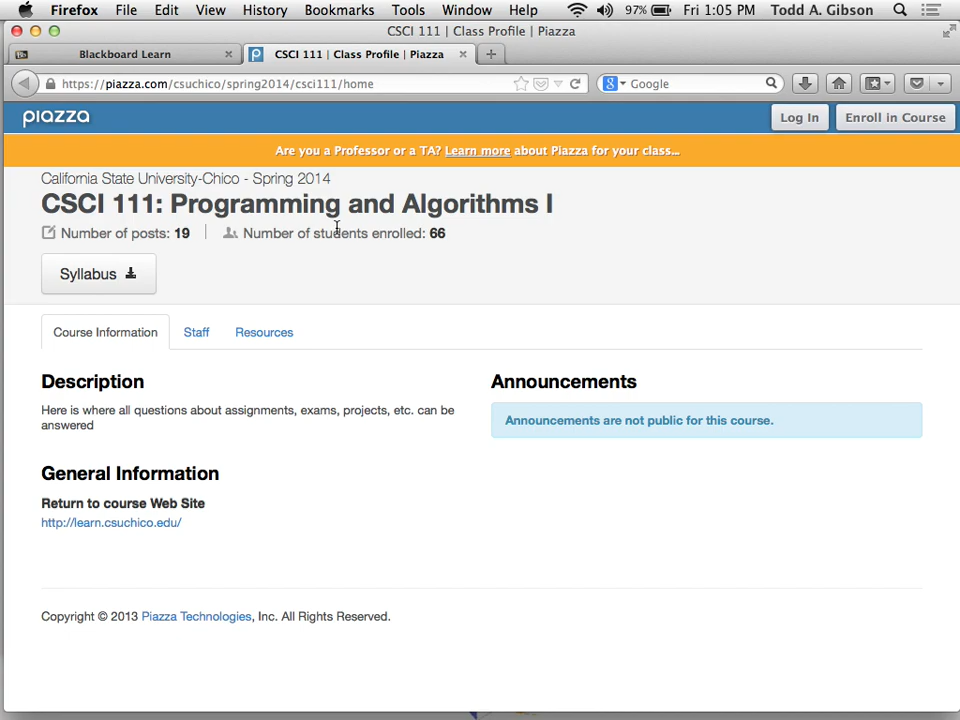 Firefox File Edit View History Bookmarks Tools Window Help 97% Fri 1:05 PM Todd A. Gibson
CSCI 111 | Class Profile | Piazza
Blackboard Learn × P CSCI 111 | Class Profile | Piazza × +
https://piazza.com/csuchico/spring2014/csci111/home 8 Google
piazza Log In Enroll in Course
Are you a Professor or a TA? Learn more about Piazza for your class...
California State University-Chico - Spring 2014
CSCI 111: Programming and Algorithms I
Number of posts: 19 Number of students enrolled: 66
Syllabus
Course Information Staff Resources
Description
Here is where all questions about assignments, exams, projects, etc. can be
answered
General Information
Return to course Web Site
http://learn.csuchico.edu/
Announcements
Announcements are not public for this course.
Copyright © 2013 Piazza Technologies, Inc. All Rights Reserved.